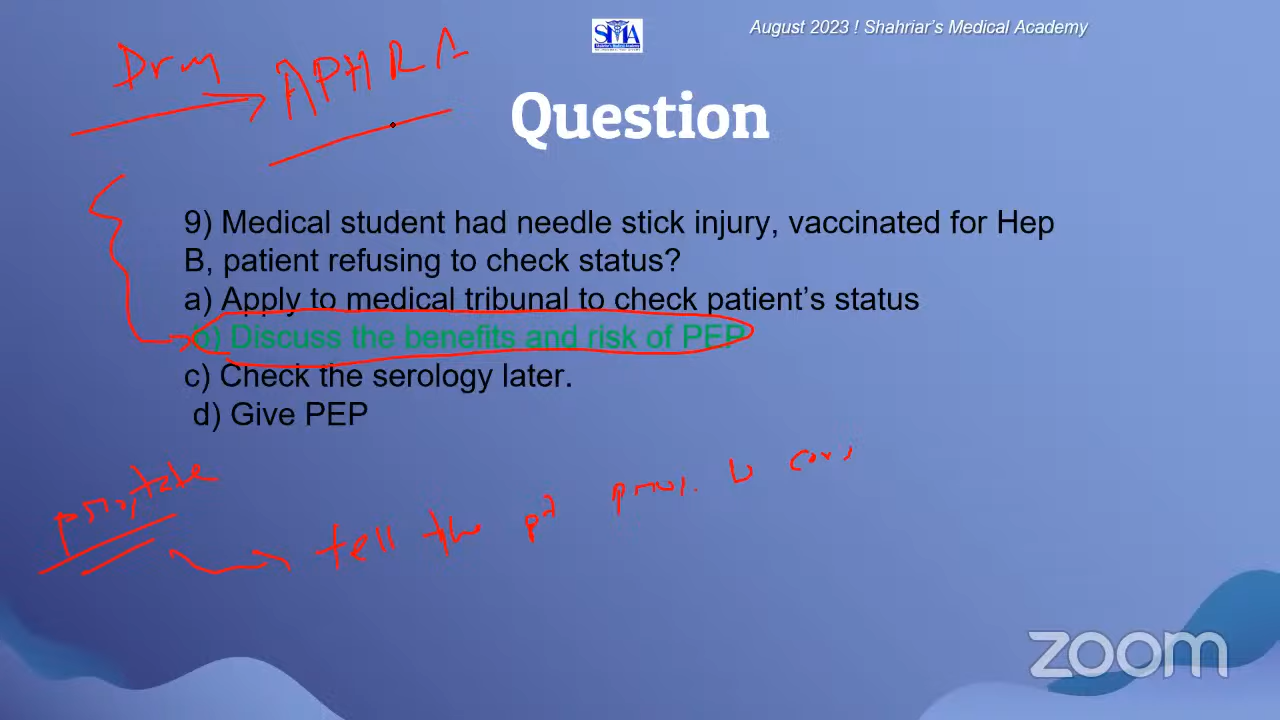 August 2023 ! Shahriar's Medical Academy
SMA
APHRA
Question
9) Medical student had needle stick injury, vaccinated for Hep
B, patient refusing to check status?
a) Apply to medical tribunal to check patient's status
b) Discuss the benefits and risk of PEP
c) Check the serology later.
d) Give PEP
tell the
zoom